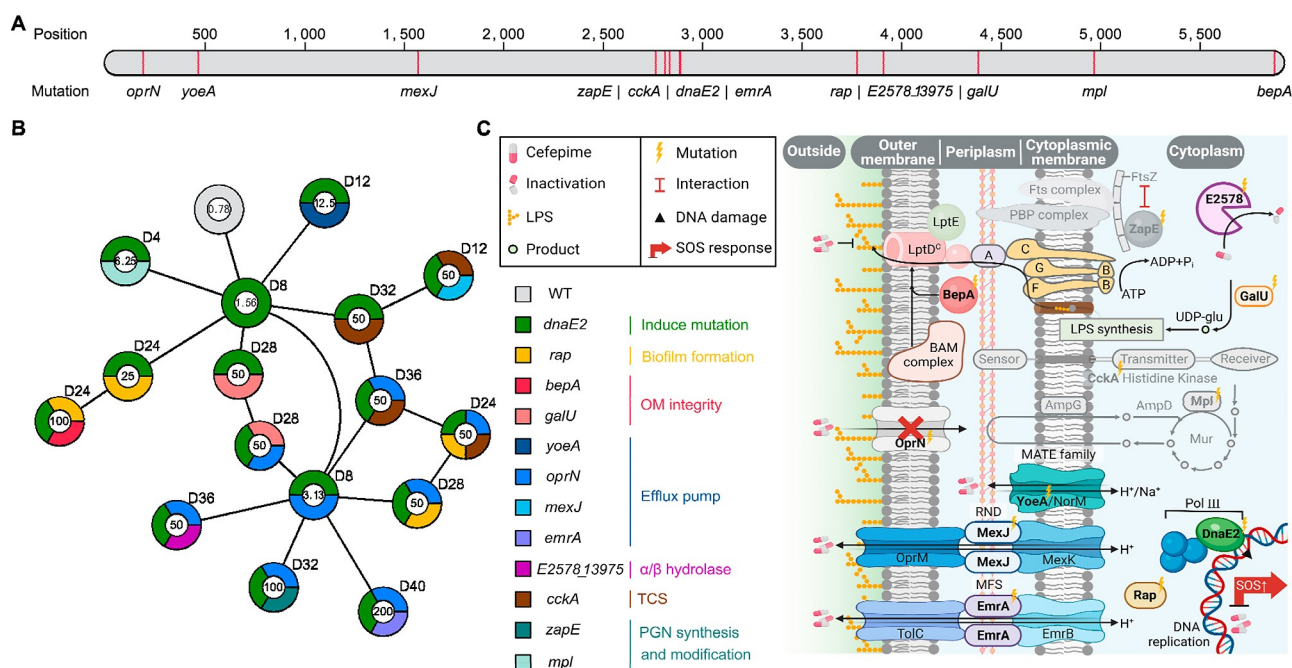 A
Position 500 1,000 1,500 2,000 2,500 3,000 3,500 4,000 4,500 5,000 5,500
Mutation oprN yoeA mexJ zapE | cckA | dnaE2 | emrA rap | E2578_13975 | galU mpl bepA
B
0.78
D12
12.5
D4
6.25
D8
1.56
D12
50
D32
50
D24
25
D28
50
D24
100
D36
50
D24
50
D28
50
D8
3.13
D28
50
D36
50
D32
100
D40
200
WT
dnaE2 Induce mutation
rap Biofilm formation
bepA
galU
OM integrity
yoeA
oprN
mexJ
emrA
Efflux pump
E2578_13975 α/β hydrolase
cckA TCS
zapE
mpl
PGN synthesis
and modification
C
Cefepime
Inactivation
LPS
Product
Mutation
Interaction
DNA damage
SOS response
Outside
Outer
membrane
Periplasm
Cytoplasmic
membrane
Cytoplasm
Fts complex
FtsZ
PBP complex
ZapE
E2578
LptE
LptDᶜ
A
C
G
F
B
B
ADP+Pᵢ
ATP
BepA
GalU
UDP-glu
LPS synthesis
BAM
complex
Sensor
Transmitter
Receiver
CckA Histidine Kinase
AmpG
AmpD
Mpl
Mur
OprN
MATE family
YoeA/NorM
H⁺/Na⁺
RND
MexJ
OprM
MexJ
MexK
H⁺
MFS
EmrA
TolC
EmrA
EmrB
H⁺
Pol III
DnaE2
Rap
SOS↑
DNA
replication